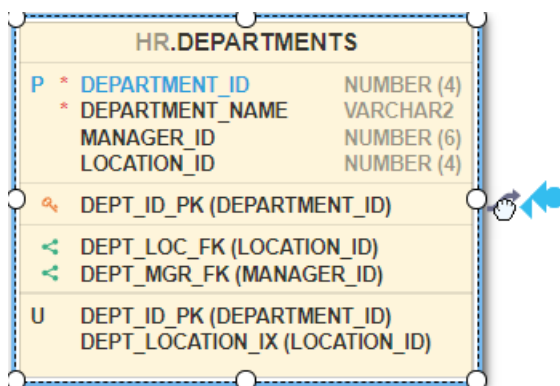 HR.DEPARTMENTS
P * DEPARTMENT_ID NUMBER (4)
* DEPARTMENT_NAME VARCHAR2
MANAGER_ID NUMBER (6)
LOCATION_ID NUMBER (4)
DEPT_ID_PK (DEPARTMENT_ID)
DEPT_LOC_FK (LOCATION_ID)
DEPT_MGR_FK (MANAGER_ID)
U DEPT_ID_PK (DEPARTMENT_ID)
DEPT_LOCATION_IX (LOCATION_ID)